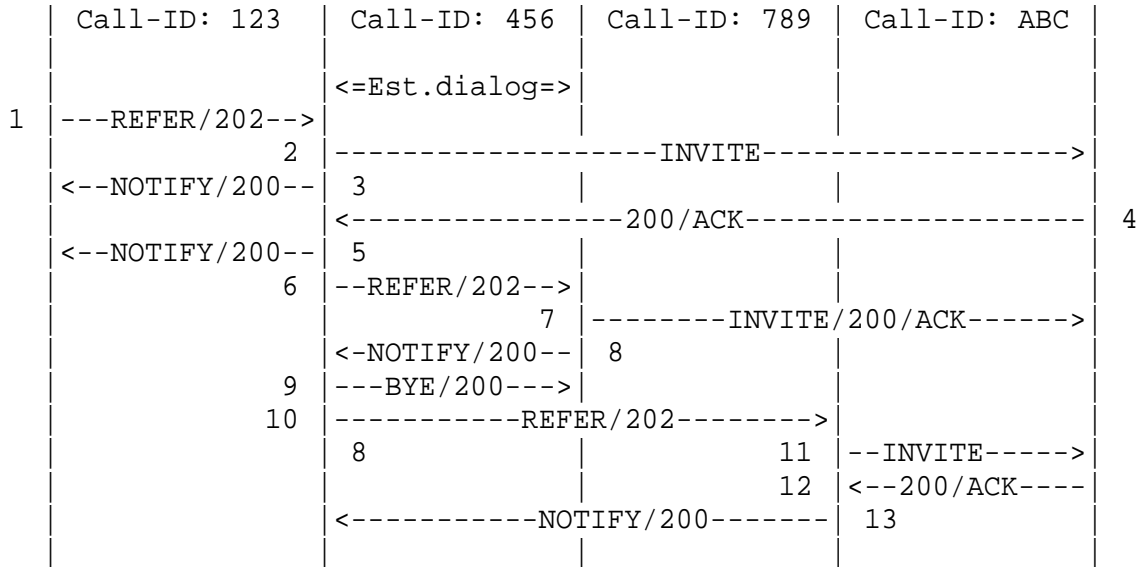 | Call-ID: 123 | Call-ID: 456 | Call-ID: 789 | Call-ID: ABC |
<=Est.dialog=>
1 |---REFER/202-->|
2 |-------------------INVITE------------------>|
|<--NOTIFY/200--| 3
|<----------------200/ACK--------------------| 4
|<--NOTIFY/200--| 5
6 |--REFER/202-->|
7 |--------INVITE/200/ACK------>|
|<-NOTIFY/200--| 8
9 |---BYE/200--->|
10 |-----------REFER/202-------->|
8 11 |--INVITE----->|
12 |<--200/ACK----|
|<-----------NOTIFY/200-------| 13